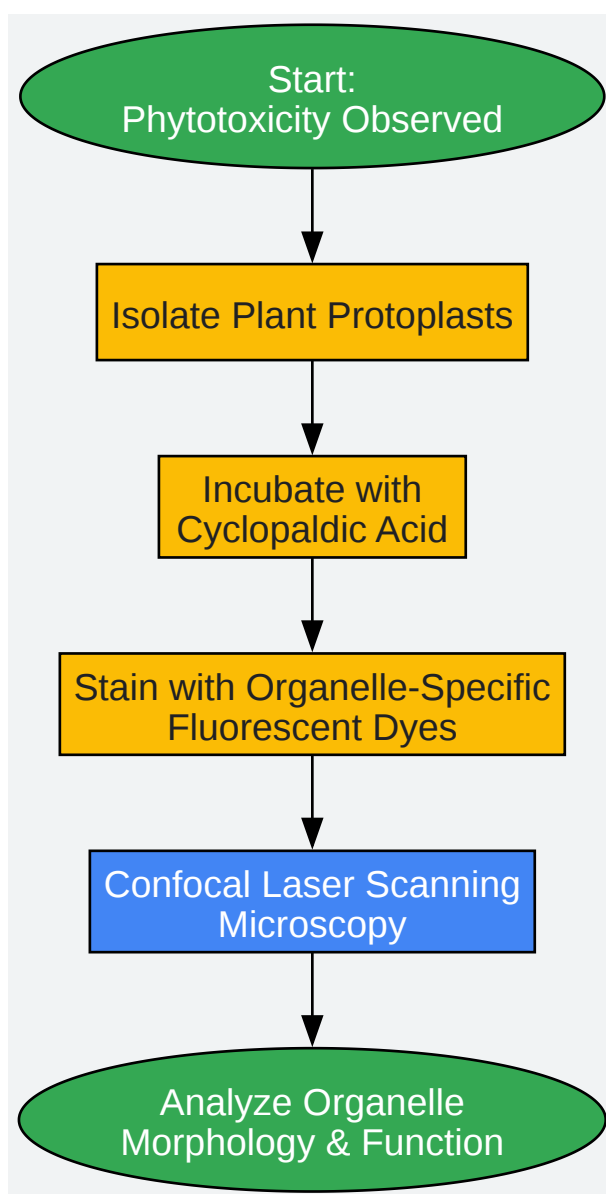 Start:
Phytotoxicity Observed
Isolate Plant Protoplasts
Incubate with
Cyclopaldic Acid
Stain with Organelle-Specific
Fluorescent Dyes
Confocal Laser Scanning
Microscopy
Analyze Organelle
Morphology & Function